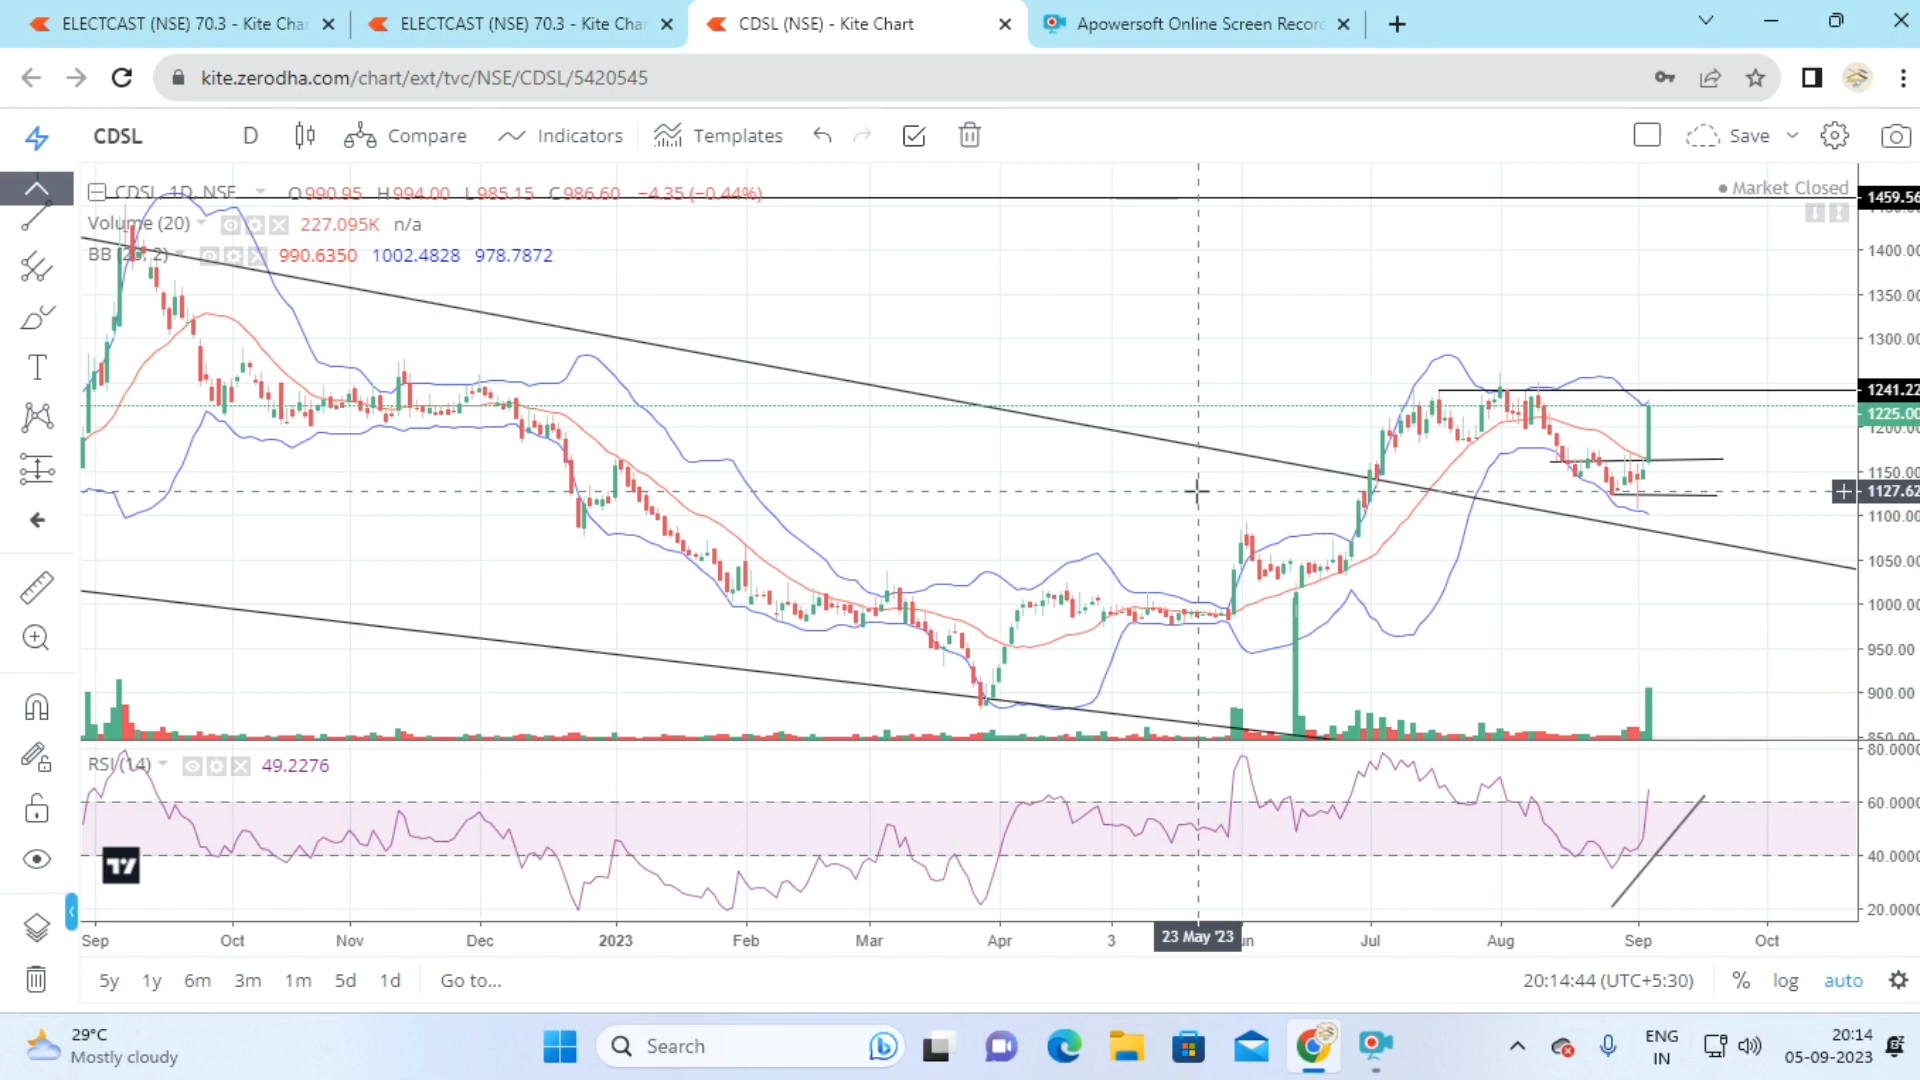 ELECTCAST (NSE) 70.3 - Kite Cha
ELECTCAST (NSE) 70.3 - Kite Cha
CDSL (NSE) - Kite Chart
Apowersoft Online Screen Recor
kite.zerodha.com/chart/ext/tvc/NSE/CDSL/5420545
CDSL D Compare Indicators Templates Save
CDSL, 1D, NSE O990.95 H994.00 L985.15 C986.60 −4.35 (−0.44%)
Market Closed
Volume (20) 227.095K n/a
BB (20, 2) 990.6350 1002.4828 978.7872
1459.56
1400.00
1350.00
1300.00
1241.22
1225.00
1200.00
1150.00
1127.62
1100.00
1050.00
1000.00
950.00
900.00
850.00
RSI (14) 49.2276
80.0000
60.0000
40.0000
20.0000
Sep Oct Nov Dec 2023 Feb Mar Apr 3 23 May '23 un Jul Aug Sep Oct
5y 1y 6m 3m 1m 5d 1d Go to... 20:14:44 (UTC+5:30) % log auto
29°C
Mostly cloudy
Search
ENG
IN
20:14
05-09-2023